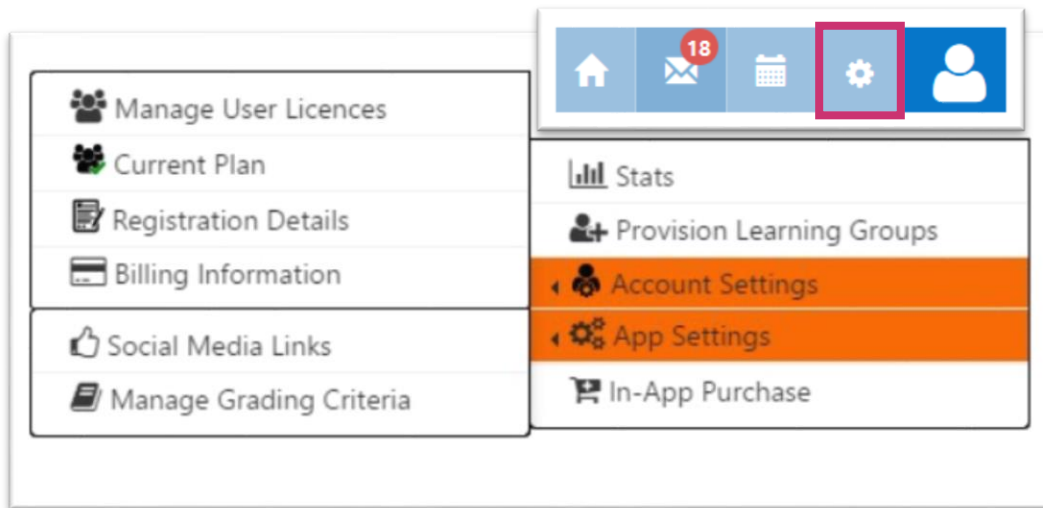 18
Manage User Licences
Current Plan
Registration Details
Billing Information
Social Media Links
Manage Grading Criteria
Stats
Provision Learning Groups
Account Settings
App Settings
In-App Purchase